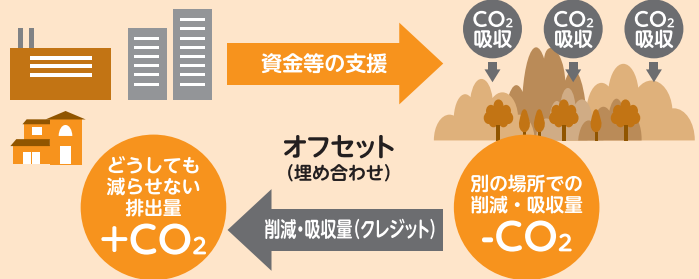 CO2
吸収
CO2
吸収
CO2
吸収
資金等の支援
オフセット
(埋め合わせ)
どうしても
減らせない
排出量
+CO2
削減・吸収量(クレジット)
別の場所での
削減・吸収量
-CO2